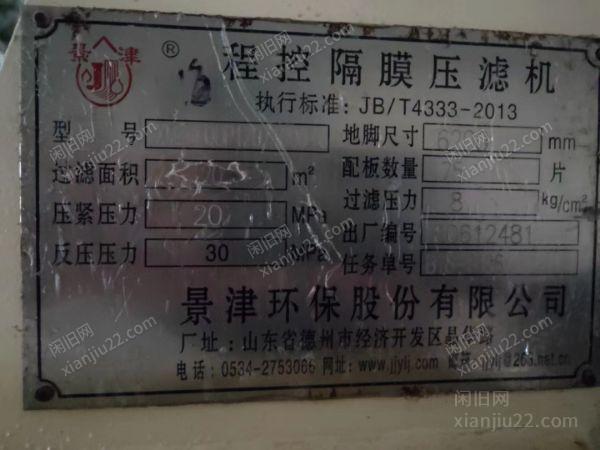 景津 ®
程控隔膜压滤机
执行标准: JB/T4333-2013
型号 地脚尺寸 mm
过滤面积 m² 配板数量 片
压紧压力 20 MPa 过滤压力 8 kg/cm²
反压压力 30 MPa 出厂编号 612481
任务单号
景津环保股份有限公司
厂址: 山东省德州市经济开发区晶华路
电话: 0534-2753066 网址: www.jjylj.com
闲旧网
xianjiu22.com